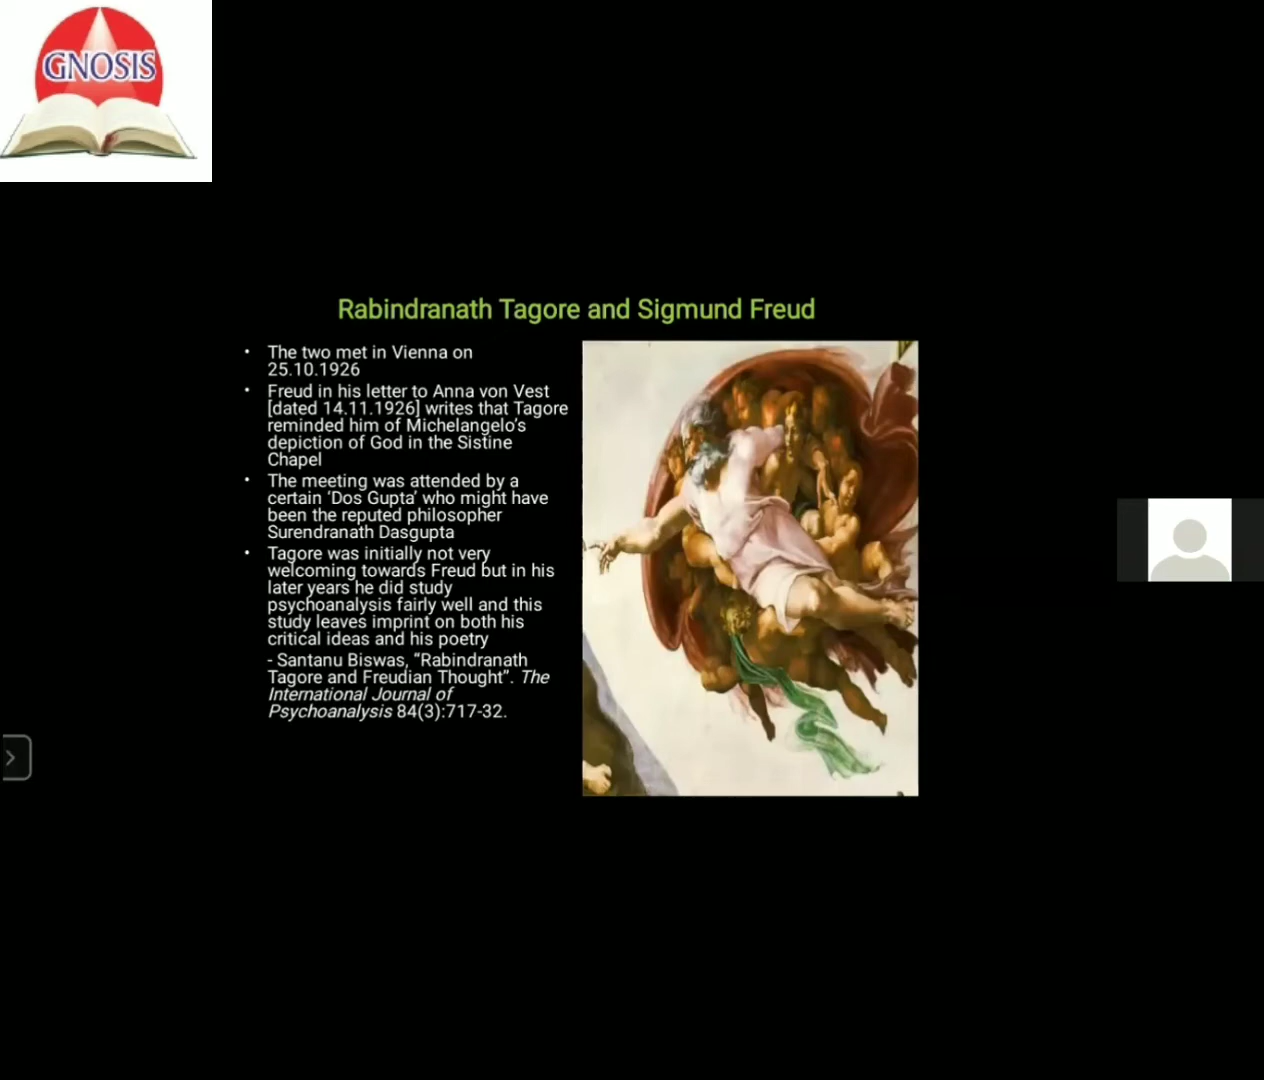 GNOSIS
Rabindranath Tagore and Sigmund Freud
• The two met in Vienna on
25.10.1926
• Freud in his letter to Anna von Vest
[dated 14.11.1926] writes that Tagore
reminded him of Michelangelo's
depiction of God in the Sistine
Chapel
• The meeting was attended by a
certain 'Dos Gupta' who might have
been the reputed philosopher
Surendranath Dasgupta
• Tagore was initially not very
welcoming towards Freud but in his
later years he did study
psychoanalysis fairly well and this
study leaves imprint on both his
critical ideas and his poetry
- Santanu Biswas, “Rabindranath
Tagore and Freudian Thought”. The
International Journal of
Psychoanalysis 84(3):717-32.